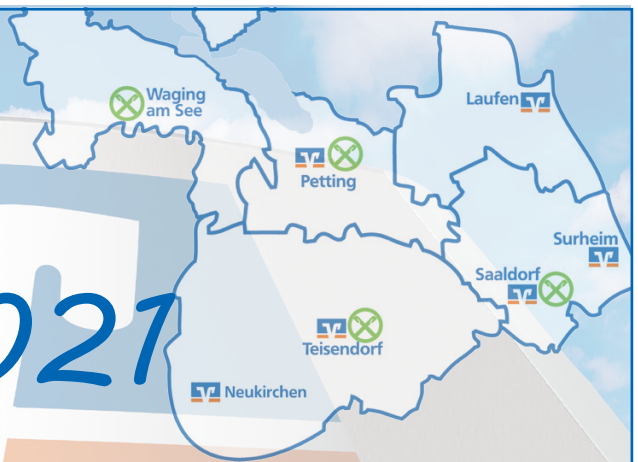 Waging
am See
Laufen
Petting
Surheim
Saaldorf
021
Teisendorf
Neukirchen